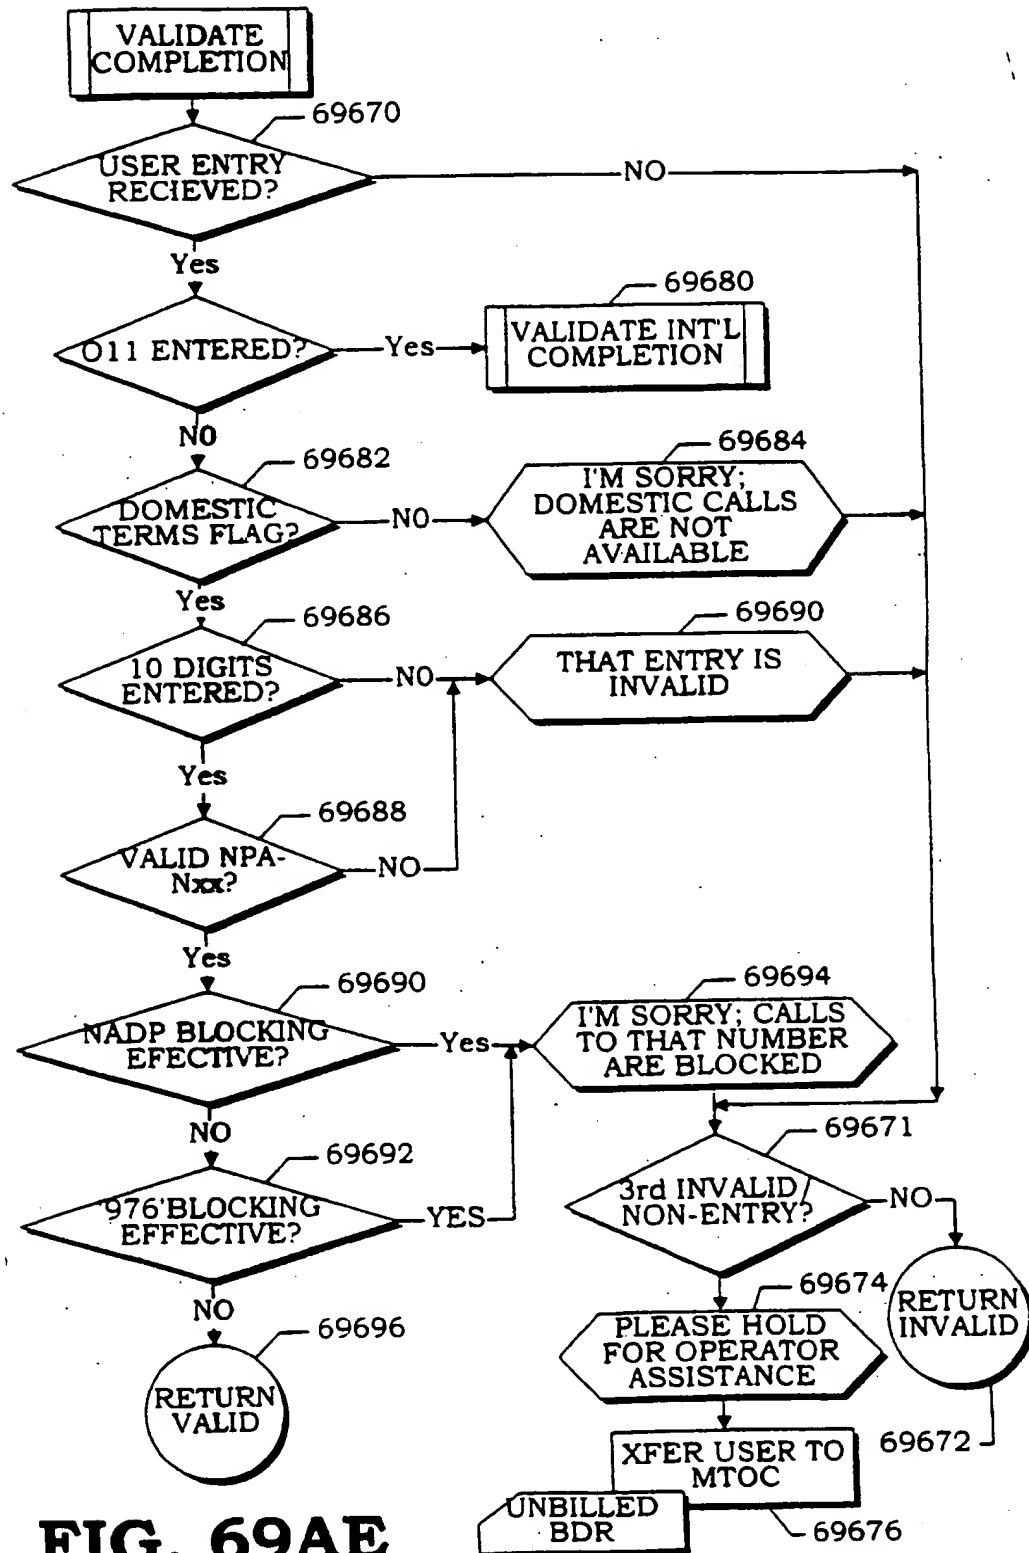 VALIDATE
COMPLETION
69670
USER ENTRY
RECIEVED?
NO
Yes
69680
O11 ENTERED?
Yes
VALIDATE INT'L
COMPLETION
NO
69682
69684
DOMESTIC
TERMS FLAG?
NO
I'M SORRY;
DOMESTIC CALLS
ARE NOT
AVAILABLE
Yes
69686
69690
10 DIGITS
ENTERED?
NO
THAT ENTRY IS
INVALID
Yes
69688
VALID NPA-
Nxx?
NO
Yes
69690
69694
NADP BLOCKING
EFECTIVE?
Yes
I'M SORRY; CALLS
TO THAT NUMBER
ARE BLOCKED
NO
69692
69671
'976'BLOCKING
EFFECTIVE?
YES
3rd INVALID
NON-ENTRY?
NO
NO
69696
69674
RETURN
VALID
PLEASE HOLD
FOR OPERATOR
ASSISTANCE
RETURN
INVALID
69672
XFER USER TO
MTOC
UNBILLED
BDR
69676
FIG. 69AE